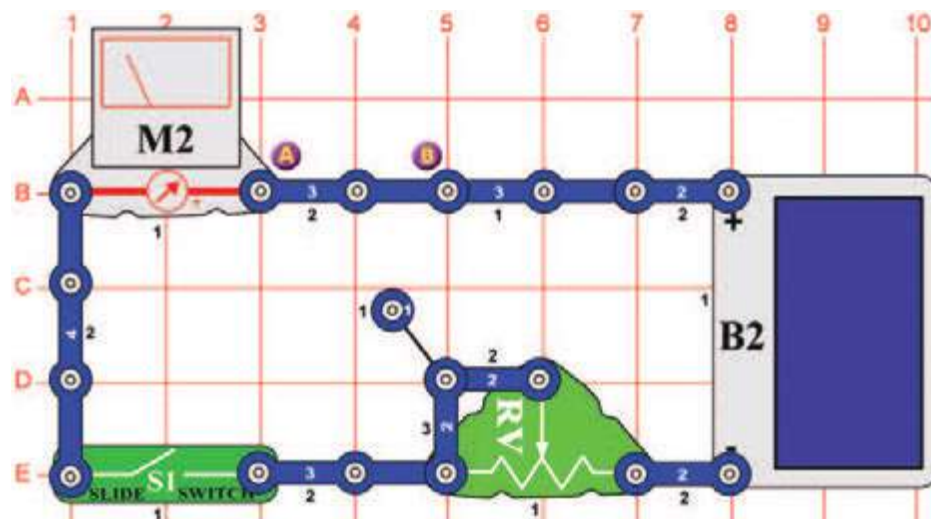 1 2 3 4 5 6 7 8 9 10
A
M2
A B
B + 3 3 2
1 2 1 2 +
C 1 1 1
4 2 B2
2
D 2
3 2 RV
-
E S1 3 2
SLIDE SWITCH 2 2
1 1